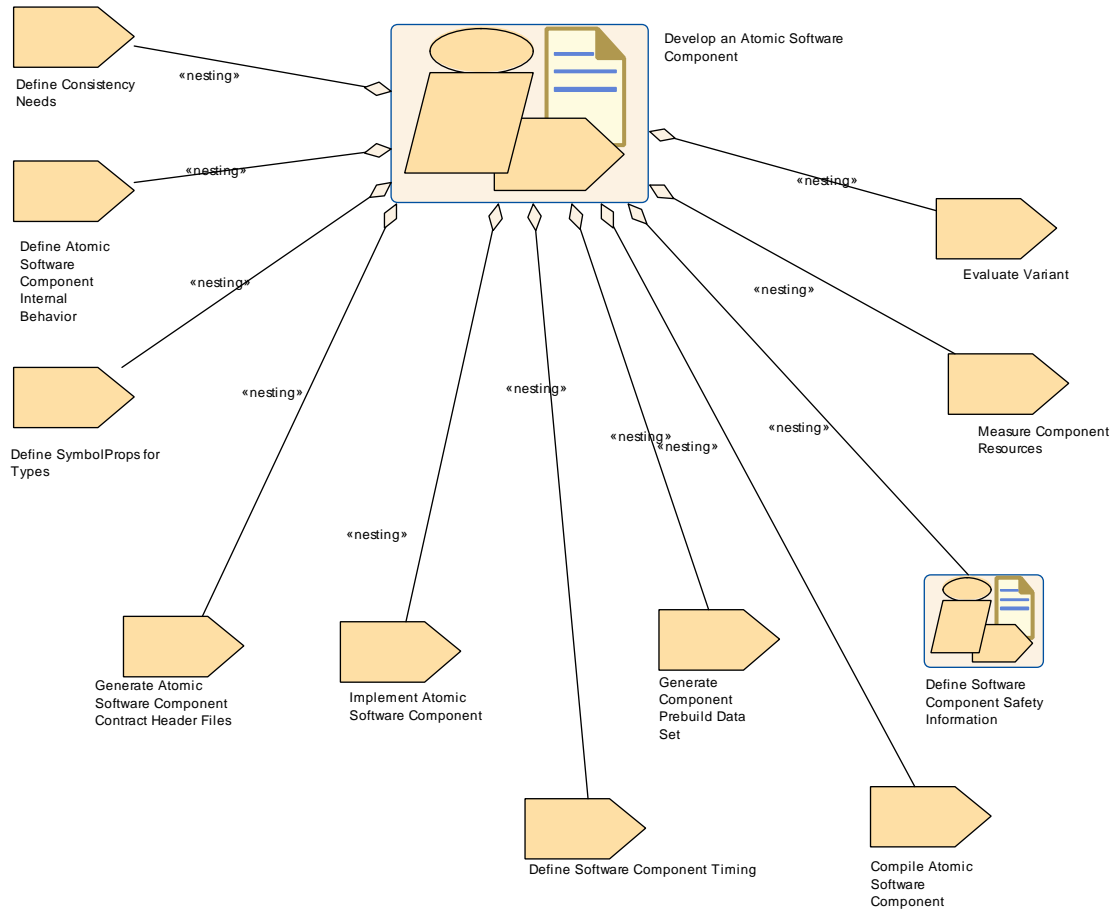 Develop an Atomic Software
Component
Define Consistency
Needs
«nesting»
«nesting»
«nesting»
Define Atomic
Software
Component
Internal
Behavior
«nesting»
Evaluate Variant
«nesting»
«nesting»
«nesting»
«nesting»
«nesting»
«nesting»
Measure Component
Resources
«nesting»
Define SymbolProps for
Types
«nesting»
Generate Atomic
Software Component
Contract Header Files
Implement Atomic
Software Component
Generate
Component
Prebuild Data
Set
Define Software
Component Safety
Information
Define Software Component Timing
Compile Atomic
Software
Component